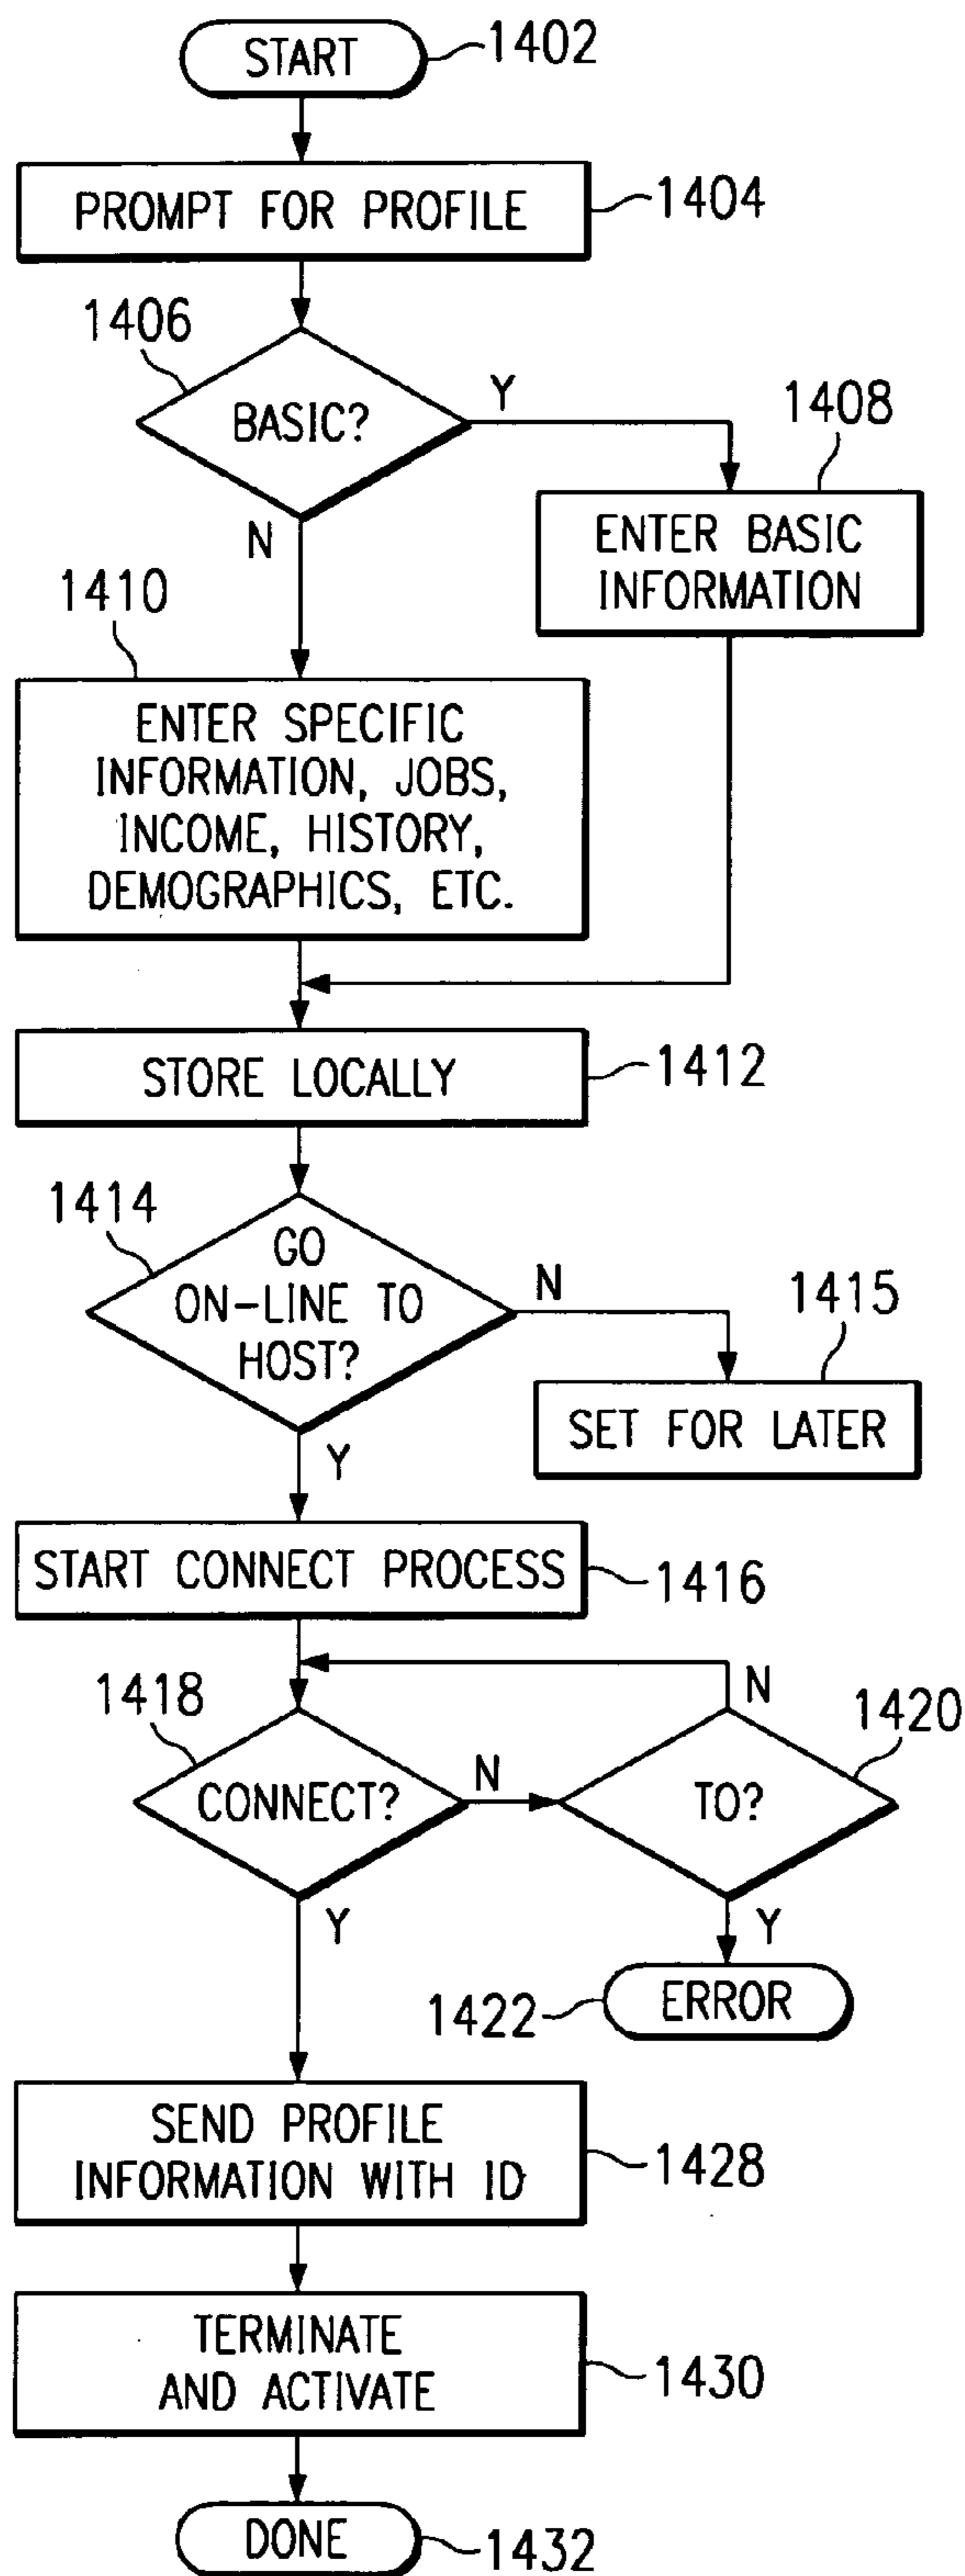 START
1402
PROMPT FOR PROFILE
1404
1406
BASIC?
Y
N
1408
ENTER BASIC
INFORMATION
1410
ENTER SPECIFIC
INFORMATION, JOBS,
INCOME, HISTORY,
DEMOGRAPHICS, ETC.
STORE LOCALLY
1412
1414
GO
ON-LINE TO
HOST?
N
Y
1415
SET FOR LATER
START CONNECT PROCESS
1416
1418
CONNECT?
N
Y
N
1420
TO?
Y
1422
ERROR
SEND PROFILE
INFORMATION WITH ID
1428
TERMINATE
AND ACTIVATE
1430
DONE
1432